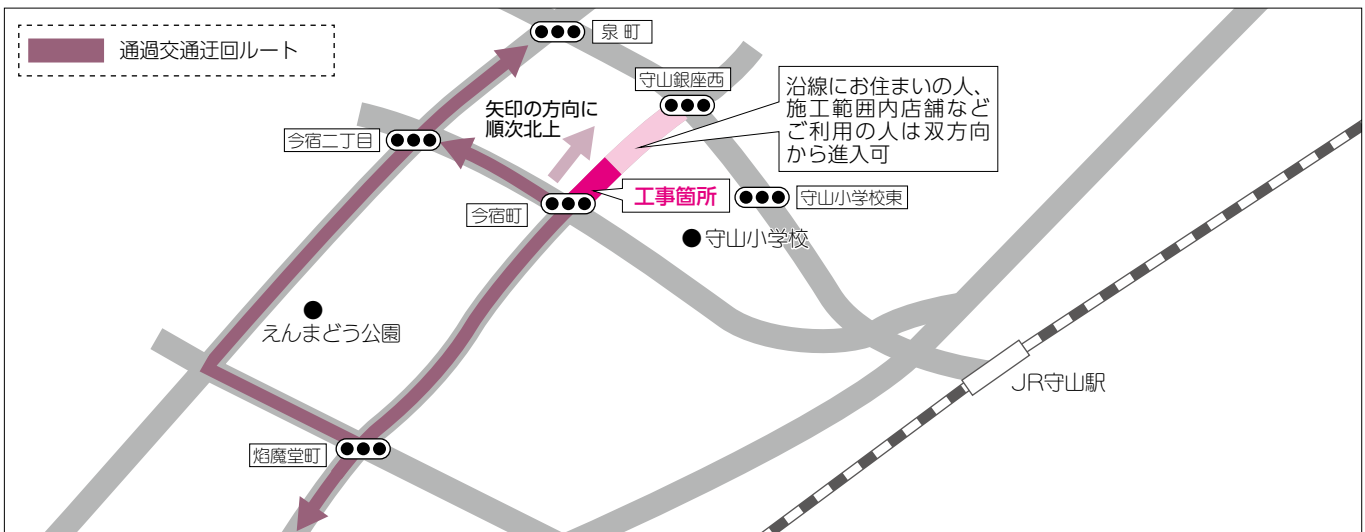 通過交通迂回ルート
泉町
守山銀座西
沿線にお住まいの人、
施工範囲内店舗など
ご利用の人は双方向
から進入可
矢印の方向に
順次北上
今宿二丁目
工事箇所
守山小学校東
今宿町
守山小学校
えんまどう公園
JR守山駅
焰魔堂町